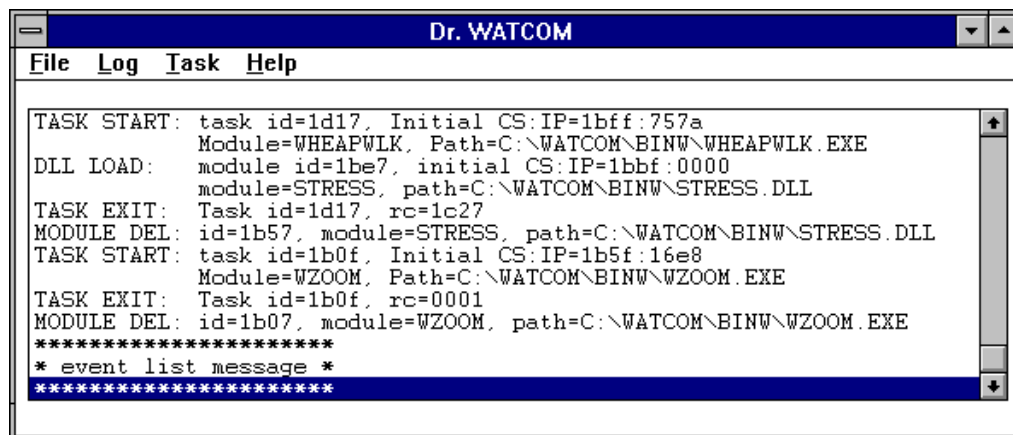 Dr. WATCOM
File Log Task Help
TASK START: task id=1d17, Initial CS:IP=1bff:757a
Module=WHEAPWLK, Path=C:\WATCOM\BINW\WHEAPWLK.EXE
DLL LOAD: module id=1be7, initial CS:IP=1bbf:0000
module=STRESS, path=C:\WATCOM\BINW\STRESS.DLL
TASK EXIT: Task id=1d17, rc=1c27
MODULE DEL: id=1b57, module=STRESS, path=C:\WATCOM\BINW\STRESS.DLL
TASK START: task id=1b0f, Initial CS:IP=1b5f:16e8
Module=WZOOM, Path=C:\WATCOM\BINW\WZOOM.EXE
TASK EXIT: Task id=1b0f, rc=0001
MODULE DEL: id=1b07, module=WZOOM, path=C:\WATCOM\BINW\WZOOM.EXE
**********************
* event list message *
**********************